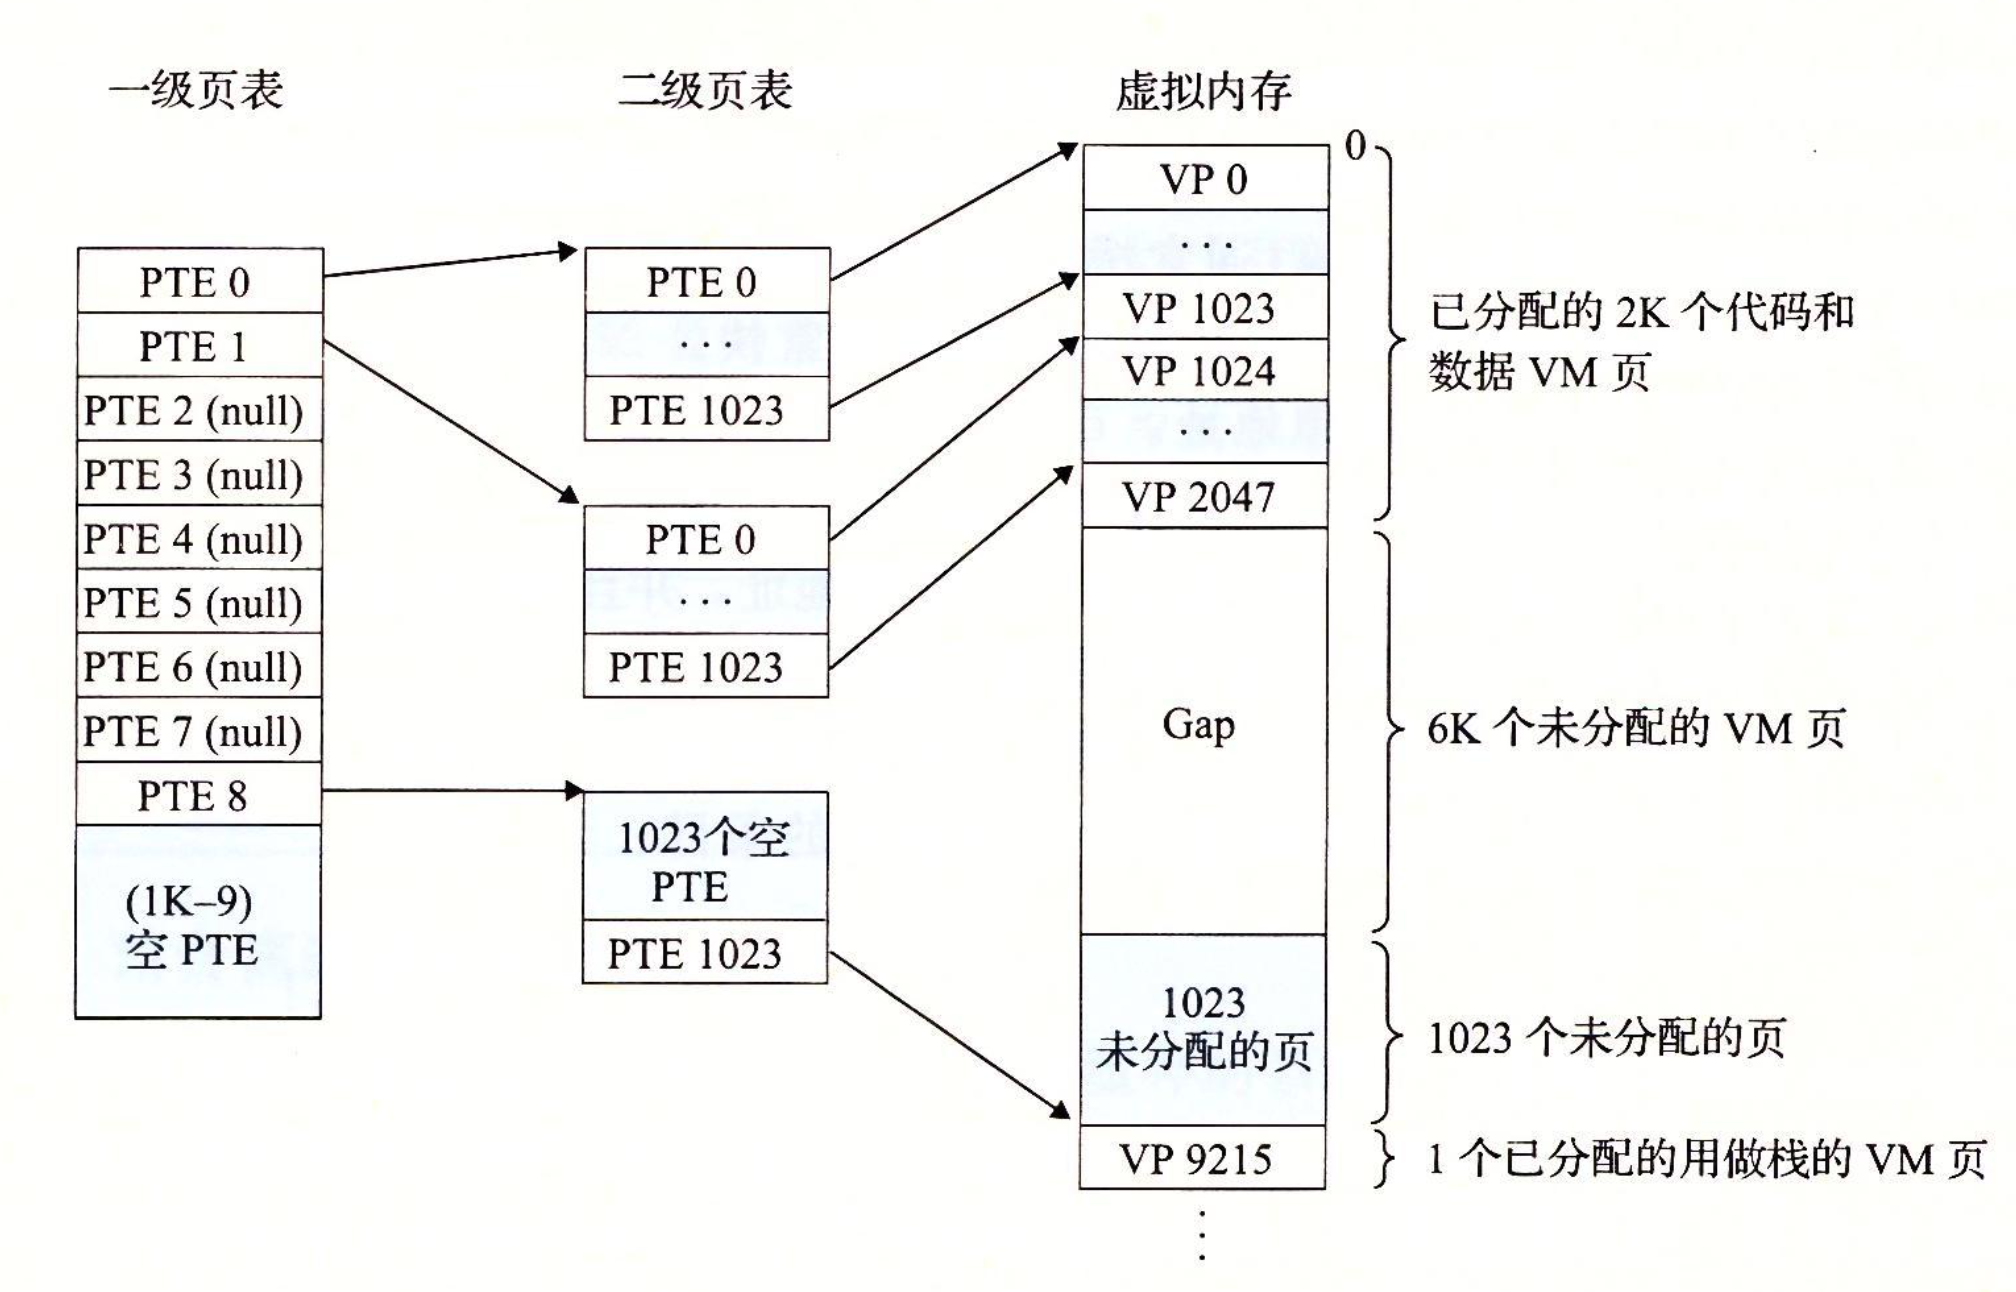 一级页表
二级页表
虚拟内存
PTE 0
PTE 1
PTE 2 (null)
PTE 3 (null)
PTE 4 (null)
PTE 5 (null)
PTE 6 (null)
PTE 7 (null)
PTE 8
(1K–9)
空 PTE
PTE 0
···
PTE 1023
PTE 0
···
PTE 1023
1023个空
PTE
PTE 1023
0
VP 0
···
VP 1023
VP 1024
···
VP 2047
Gap
1023
未分配的页
VP 9215
⋮
已分配的 2K 个代码和
数据 VM 页
6K 个未分配的 VM 页
1023 个未分配的页
1 个已分配的用做栈的 VM 页